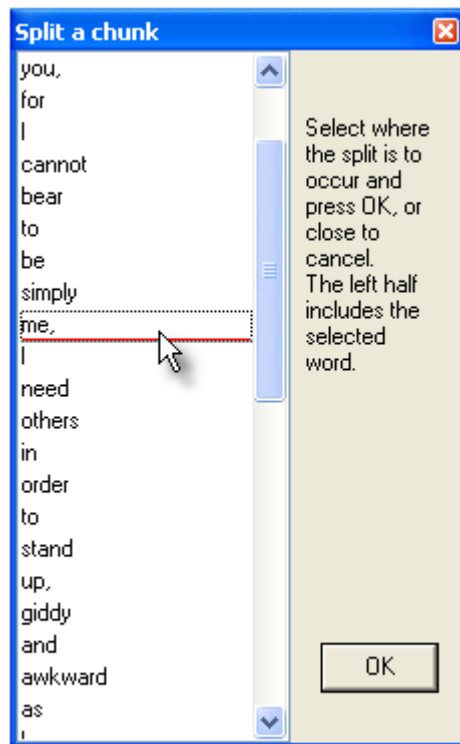 Split a chunk
you,
for
I
cannot
bear
to
be
simply
me,
I
need
others
in
order
to
stand
up,
giddy
and
awkward
as
Select where
the split is to
occur and
press OK, or
close to
cancel.
The left half
includes the
selected
word.
OK